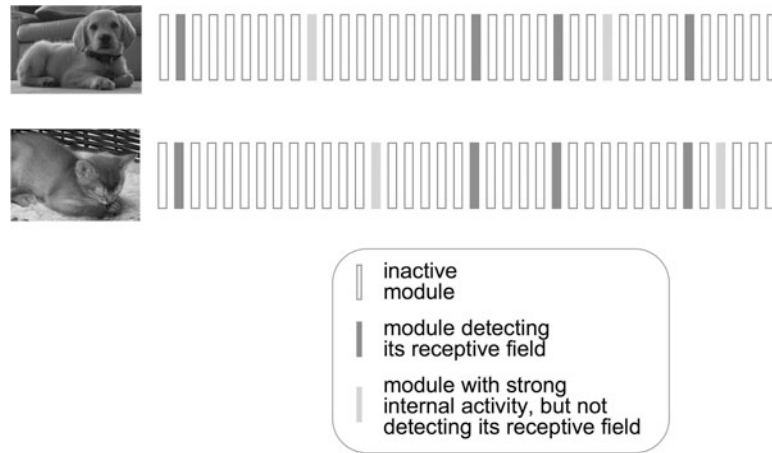 inactive
module
module detecting
its receptive field
module with strong
internal activity, but not
detecting its receptive field